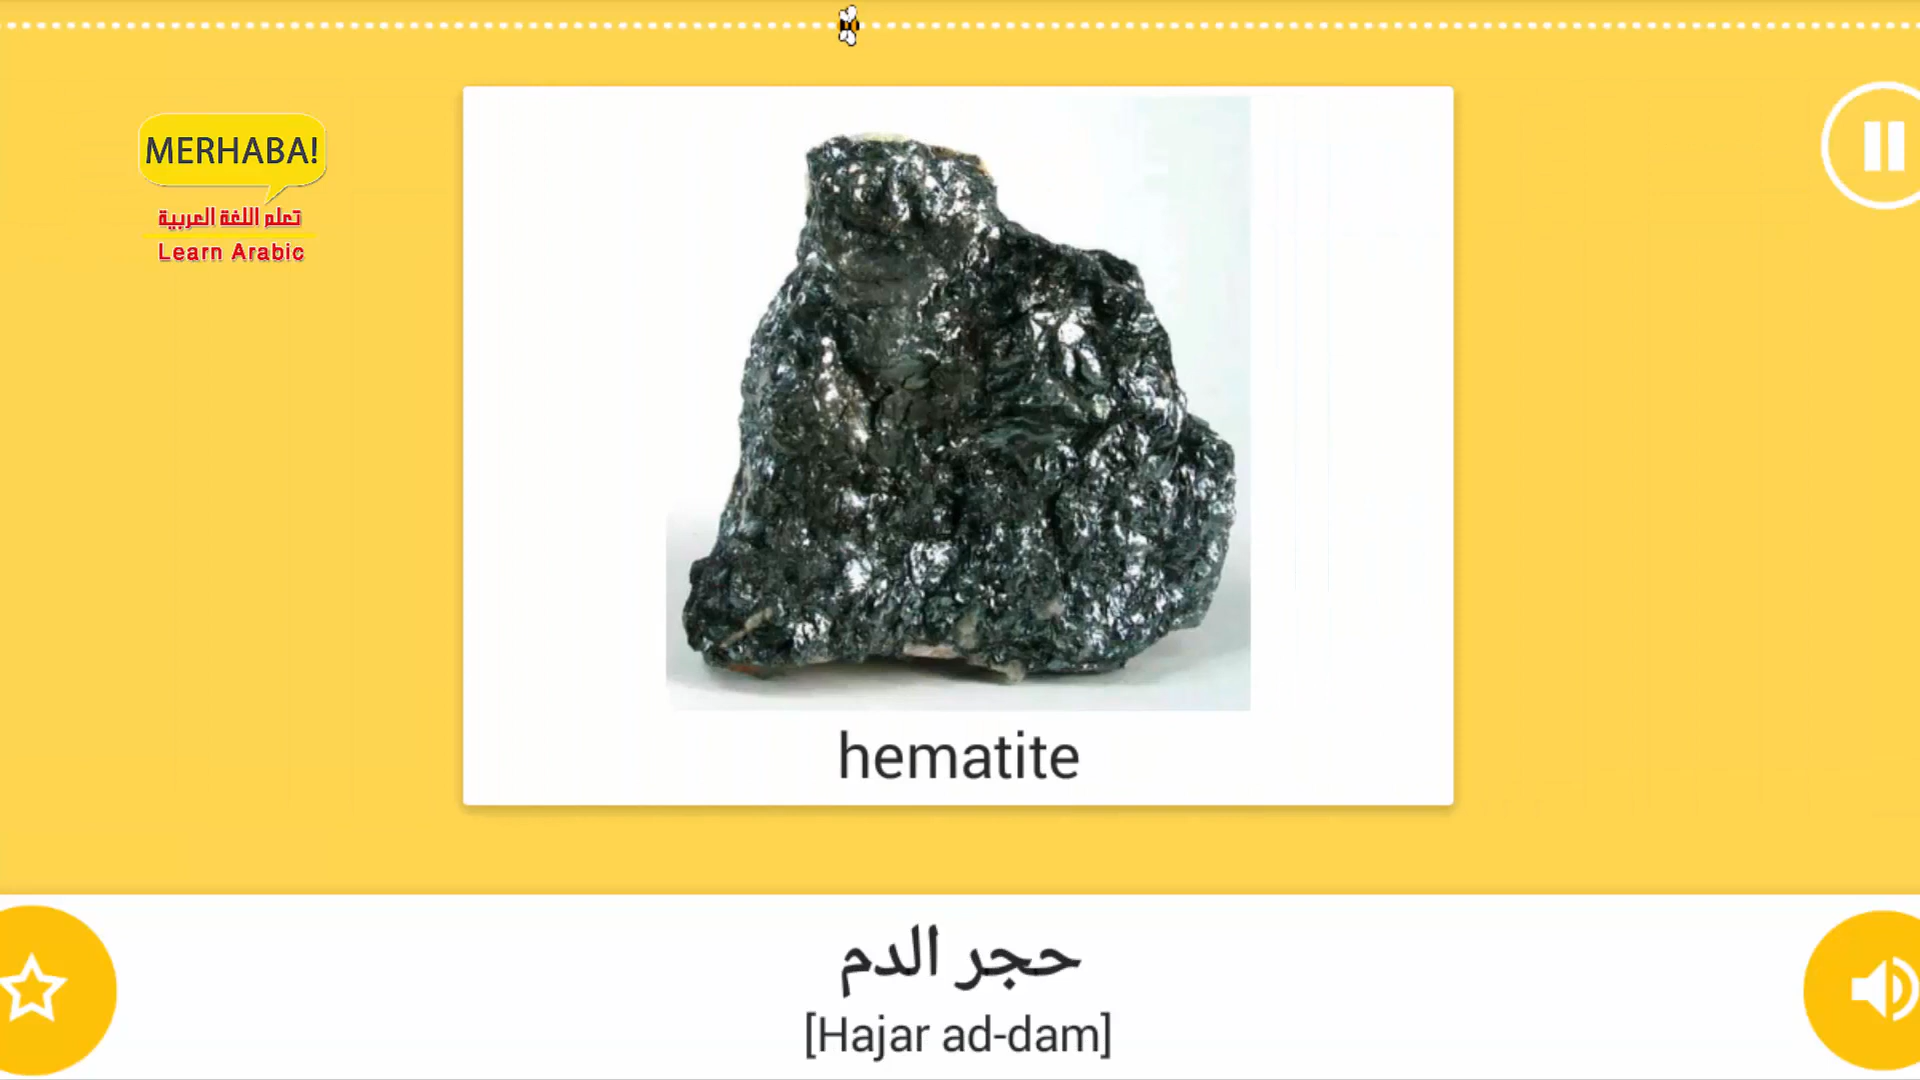 MERHABA!
تعلم اللغة العربية
Learn Arabic
hematite
حجر الدم
[Hajar ad-dam]